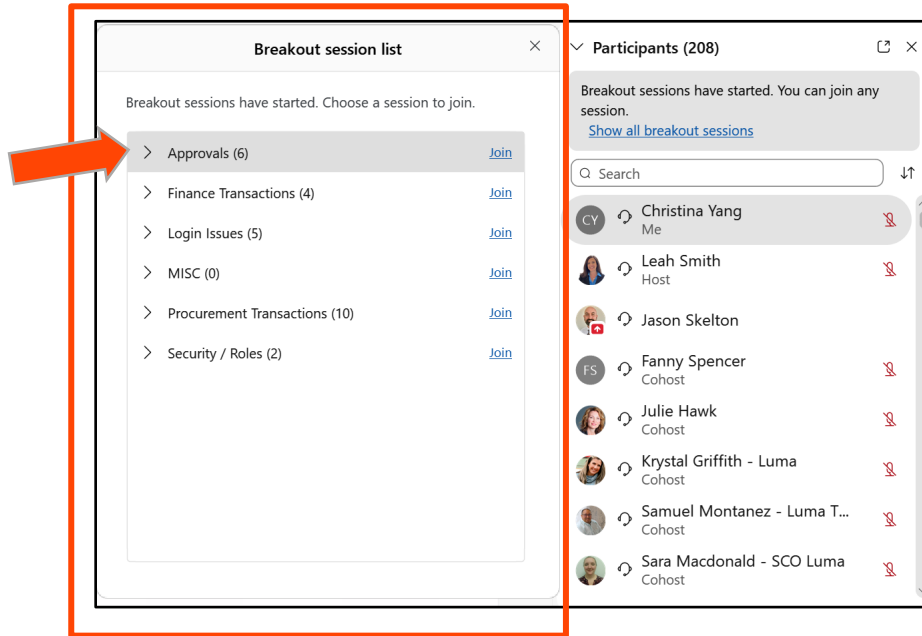 Breakout session list
Breakout sessions have started. Choose a session to join.
Approvals (6) Join
Finance Transactions (4) Join
Login Issues (5) Join
MISC (0) Join
Procurement Transactions (10) Join
Security / Roles (2) Join
Participants (208)
Breakout sessions have started. You can join any
session.
Show all breakout sessions
Search
CY
Christina Yang
Me
Leah Smith
Host
Jason Skelton
FS
Fanny Spencer
Cohost
Julie Hawk
Cohost
Krystal Griffith - Luma
Cohost
Samuel Montanez - Luma T...
Cohost
Sara Macdonald - SCO Luma
Cohost